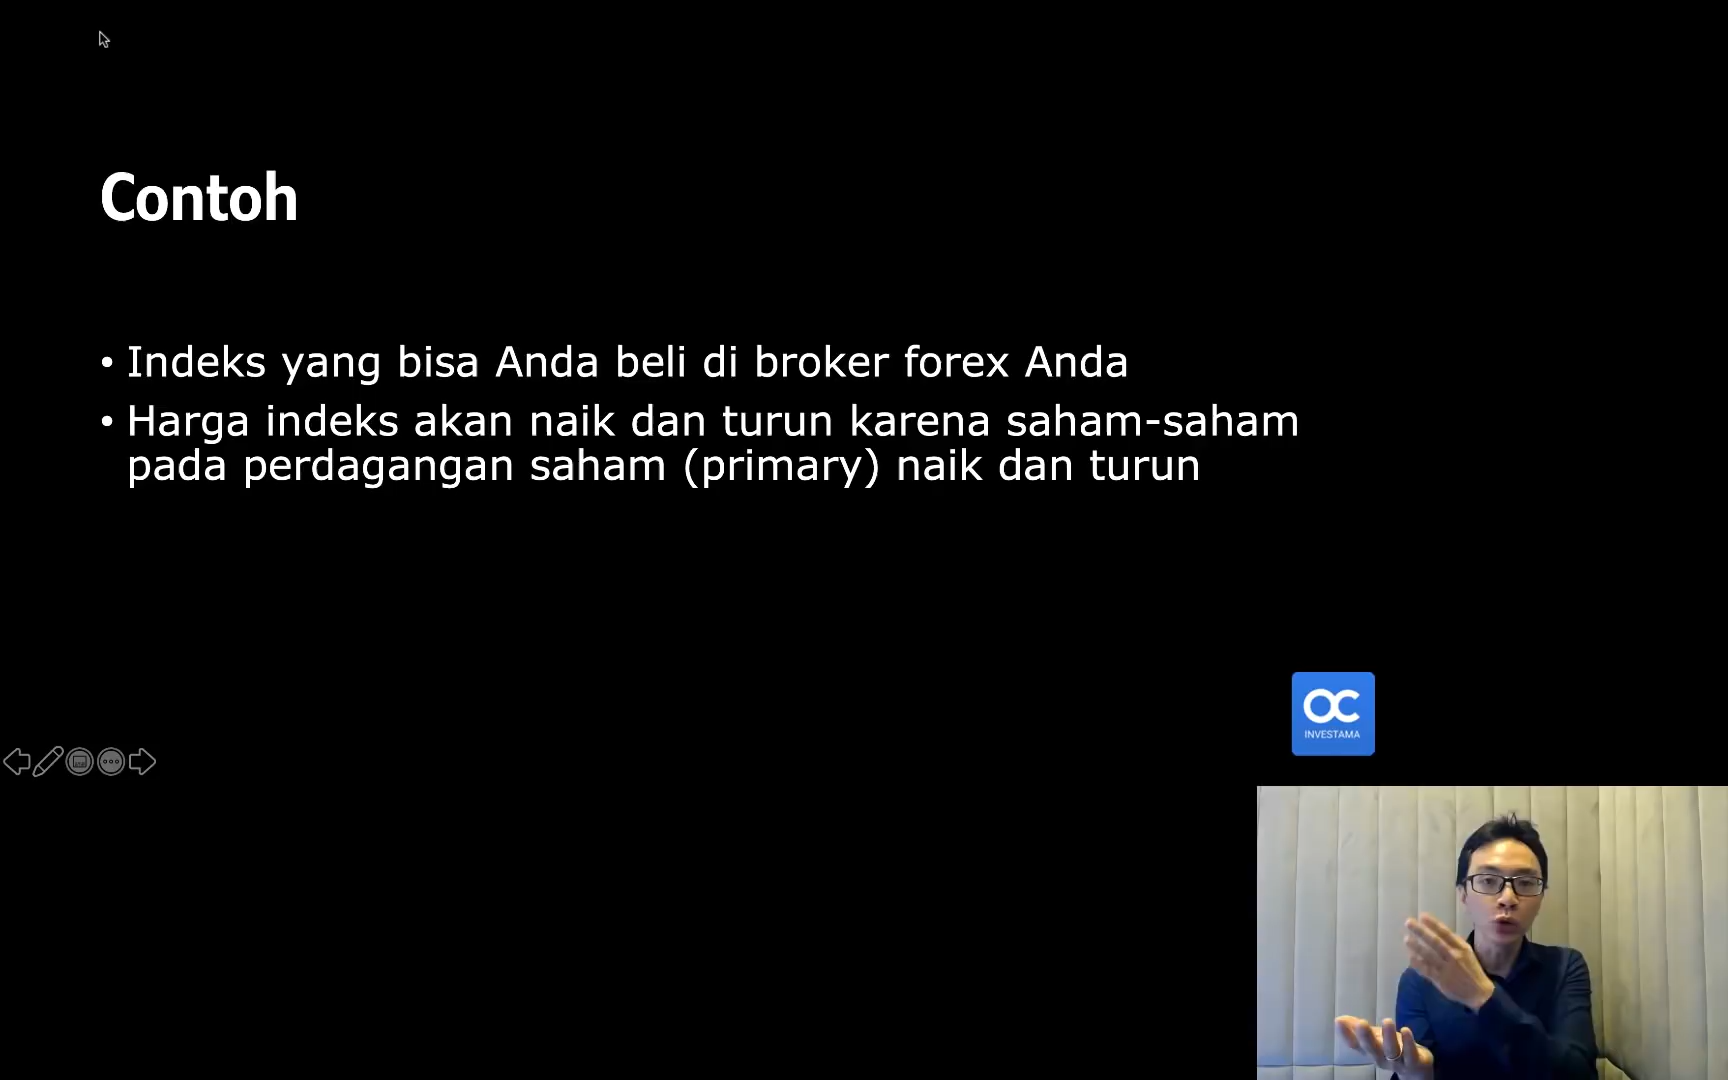 Contoh
• Indeks yang bisa Anda beli di broker forex Anda
• Harga indeks akan naik dan turun karena saham-saham
pada perdagangan saham (primary) naik dan turun
OC
INVESTAMA